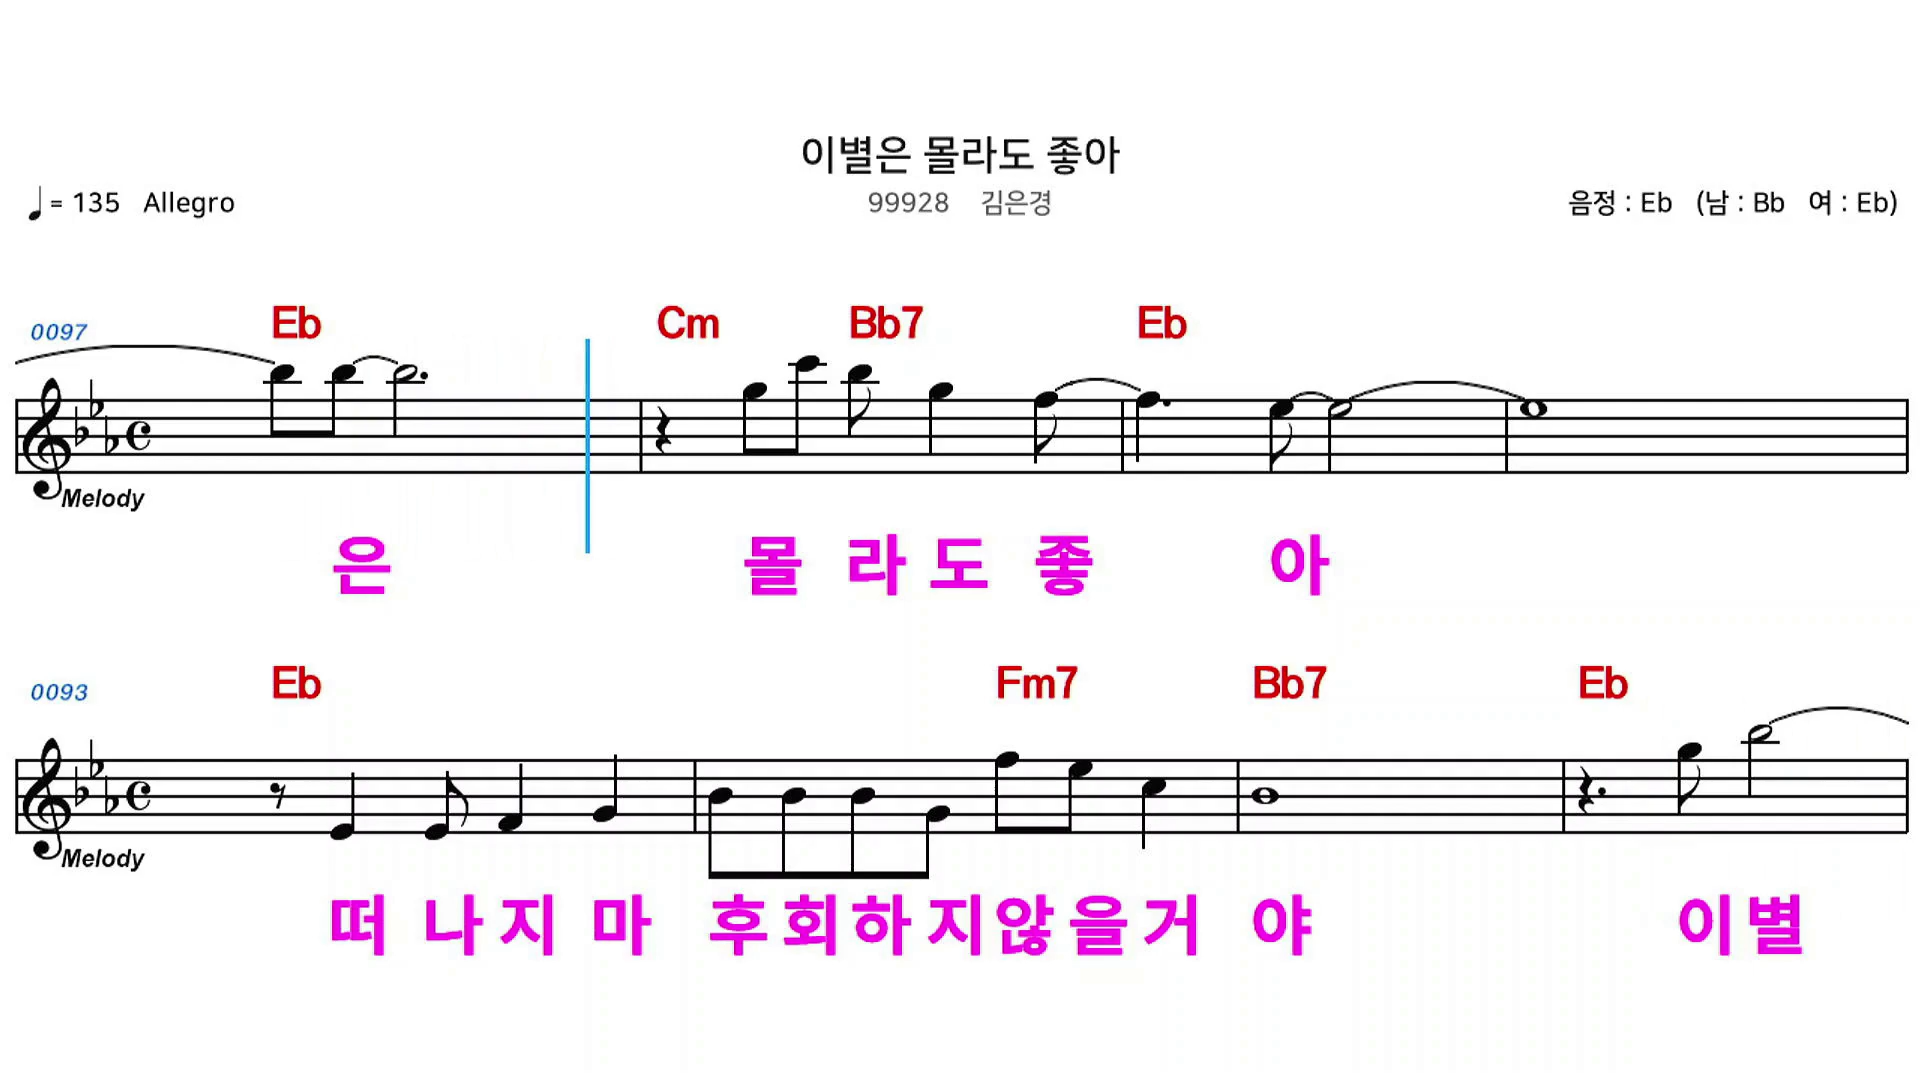 이별은 몰라도 좋아
♩= 135 Allegro
99928 김은경
음정 : Eb (남 : Bb 여 : Eb)
0097 Eb Cm Bb7 Eb
Melody
은 몰 라 도 좋 아
0093 Eb Fm7 Bb7 Eb
Melody
떠 나 지 마 후 회 하 지 않 을 거 야 이 별